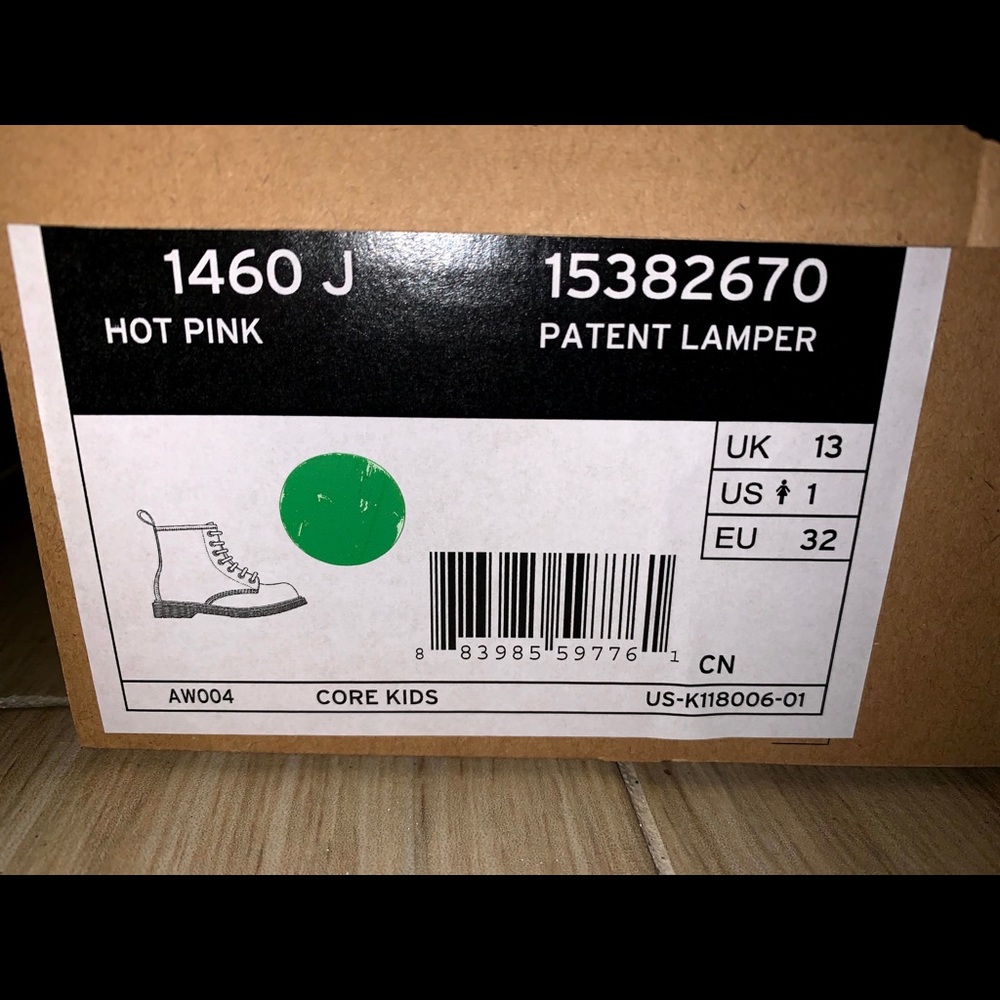 1460 J 15382670
HOT PINK PATENT LAMPER
UK 13
US 1
EU 32
8 83985 59776 1 CN
AW004 CORE KIDS US-K118006-01